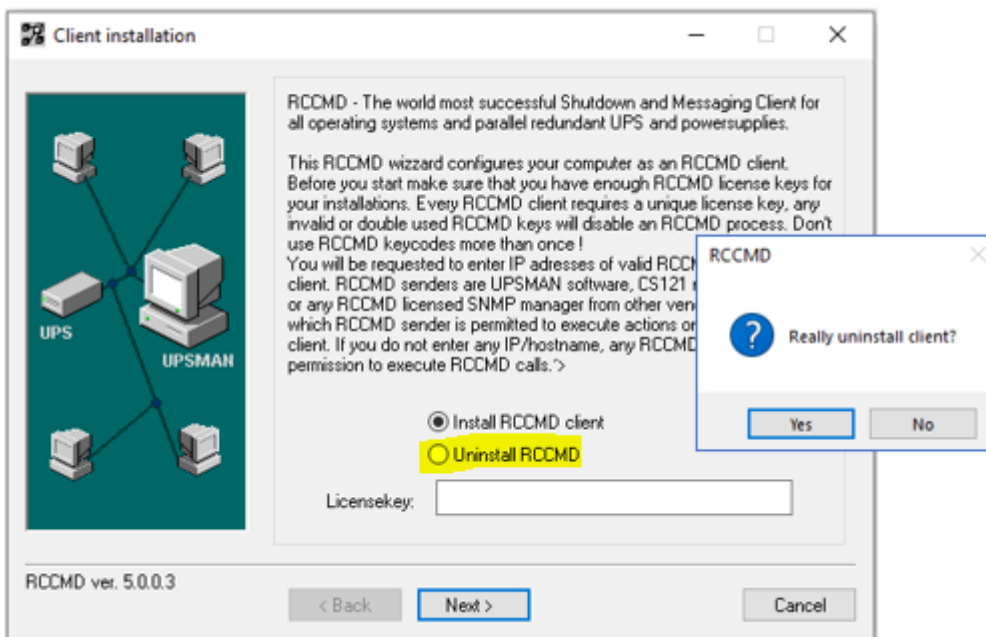 Client installation
RCCMD - The world most successful Shutdown and Messaging Client for
all operating systems and parallel redundant UPS and powersupplies.
This RCCMD wizzard configures your computer as an RCCMD client.
Before you start make sure that you have enough RCCMD license keys for
your installations. Every RCCMD client requires a unique license key, any
invalid or double used RCCMD keys will disable an RCCMD process. Don't
use RCCMD keycodes more than once !
You will be requested to enter IP adresses of valid
client. RCCMD senders are UPSMAN software, CS121
or any RCCMD licensed SNMP manager from other
which RCCMD sender is permitted to execute actions
client. If you do not enter any IP/hostname, any
permission to execute RCCMD calls.'>
UPS
UPSMAN
Install RCCMD client
Uninstall RCCMD
Licensekey:
RCCMD ver. 5.0.0.3
< Back
Next >
Cancel
RCCMD
Really uninstall client?
Yes
No